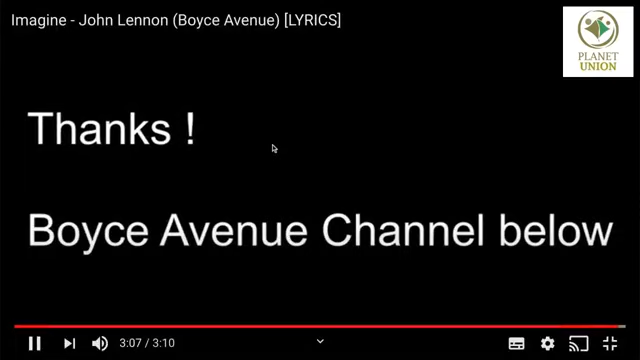 Imagine - John Lennon (Boyce Avenue) [LYRICS]
PLANET
UNION
Thanks !
Boyce Avenue Channel below
3:07 / 3:10